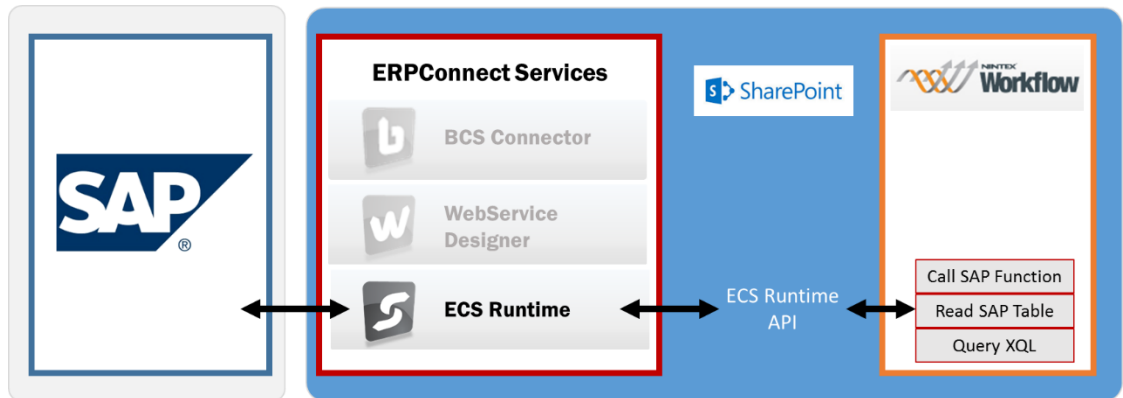 SAP
®
ERPConnect Services
BCS Connector
WebService
Designer
ECS Runtime
S
SharePoint
ECS Runtime
API
NINTEX
Workflow
Call SAP Function
Read SAP Table
Query XQL